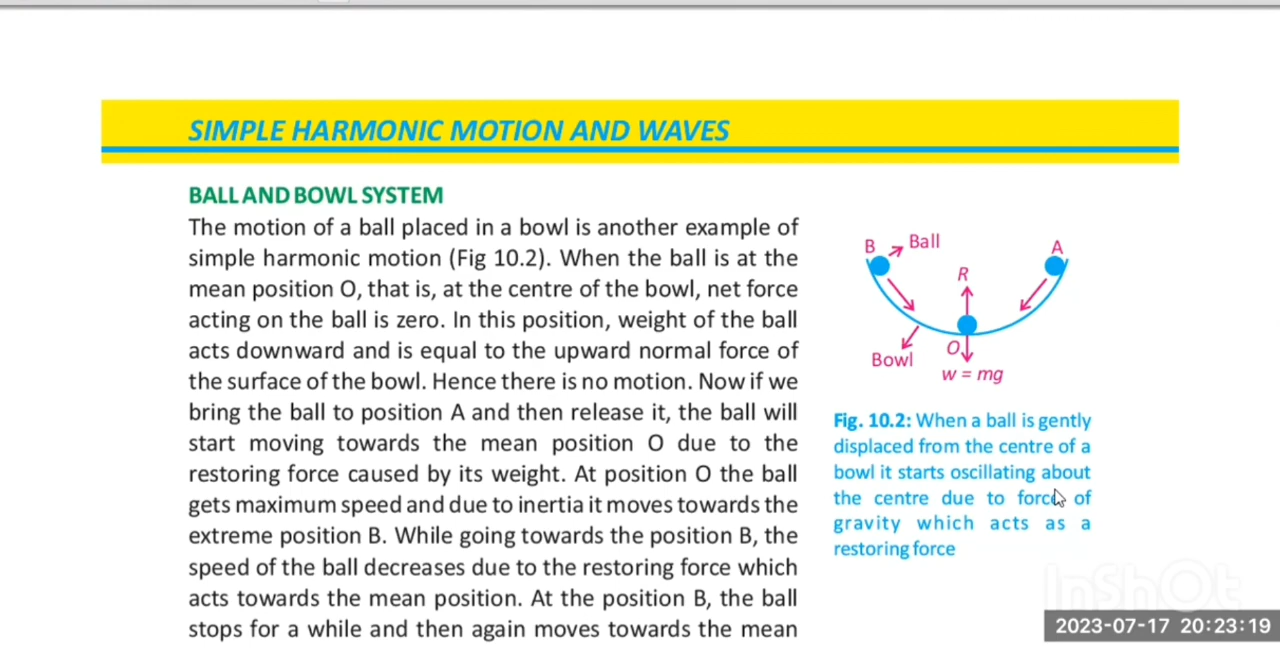 SIMPLE HARMONIC MOTION AND WAVES
BALL AND BOWL SYSTEM
The motion of a ball placed in a bowl is another example of
simple harmonic motion (Fig 10.2). When the ball is at the
mean position O, that is, at the centre of the bowl, net force
acting on the ball is zero. In this position, weight of the ball
acts downward and is equal to the upward normal force of
the surface of the bowl. Hence there is no motion. Now if we
bring the ball to position A and then release it, the ball will
start moving towards the mean position O due to the
restoring force caused by its weight. At position O the ball
gets maximum speed and due to inertia it moves towards the
extreme position B. While going towards the position B, the
speed of the ball decreases due to the restoring force which
acts towards the mean position. At the position B, the ball
stops for a while and then again moves towards the mean
B
Ball
A
R
O
Bowl
w = mg
Fig. 10.2: When a ball is gently
displaced from the centre of a
bowl it starts oscillating about
the centre due to force of
gravity which acts as a
restoring force
InShOt
2023-07-17 20:23:19